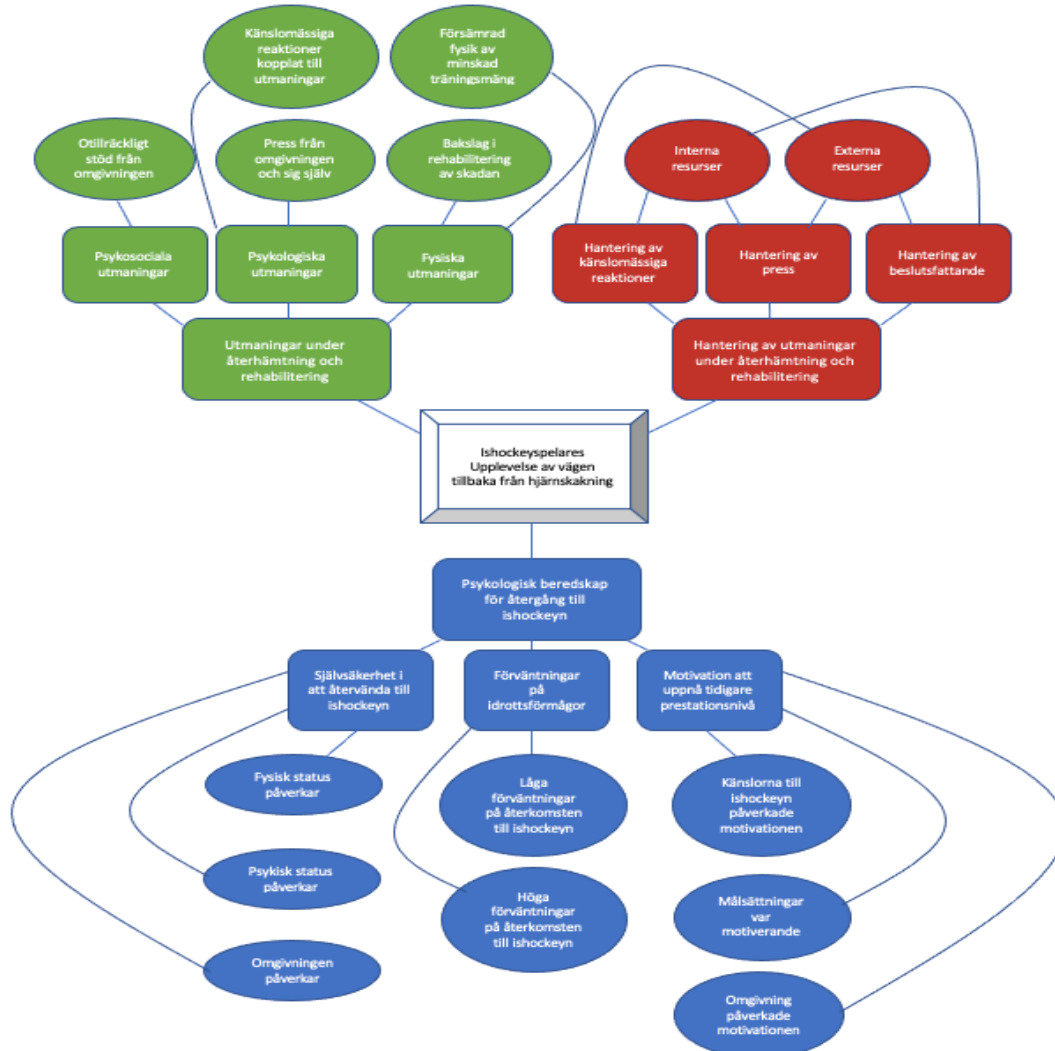 Känslomässiga
reaktioner
kopplat till
utmaningar
Försämrad
fysik av
minskad
träningsmäng
Otillräckligt
stöd från
omgivningen
Press från
omgivningen
och sig själv
Bakslag i
rehabilitering
av skadan
Interna
resurser
Externa
resurser
Psykosociala
utmaningar
Psykologiska
utmaningar
Fysiska
utmaningar
Hantering av
känslomässiga
reaktioner
Hantering av
press
Hantering av
beslutsfattande
Utmaningar under
återhämtning och
rehabilitering
Hantering av utmaningar
under återhämtning och
rehabilitering
Ishockeyspelares
Upplevelse av vägen
tillbaka från hjärnskakning
Psykologisk beredskap
för återgång till
ishockeyn
Självsäkerhet i
att återvända till
ishockeyn
Förväntningar
på
idrottsförmågor
Motivation att
uppnå tidigare
prestationsnivå
Fysisk status
påverkar
Låga
förväntningar
på återkomsten
till ishockeyn
Känslorna till
ishockeyn
påverkade
motivationen
Psykisk status
påverkar
Höga
förväntningar
på återkomsten
till ishockeyn
Målsättningar
var
motiverande
Omgivningen
påverkar
Omgivning
påverkade
motivationen